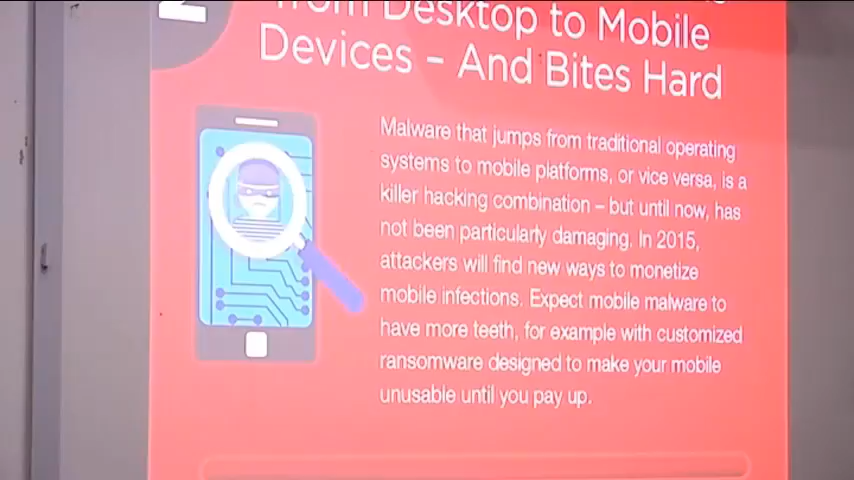 2
from Desktop to Mobile
Devices – And Bites Hard
Malware that jumps from traditional operating
systems to mobile platforms, or vice versa, is a
killer hacking combination – but until now, has
not been particularly damaging. In 2015,
attackers will find new ways to monetize
mobile infections. Expect mobile malware to
have more teeth, for example with customized
ransomware designed to make your mobile
unusable until you pay up.